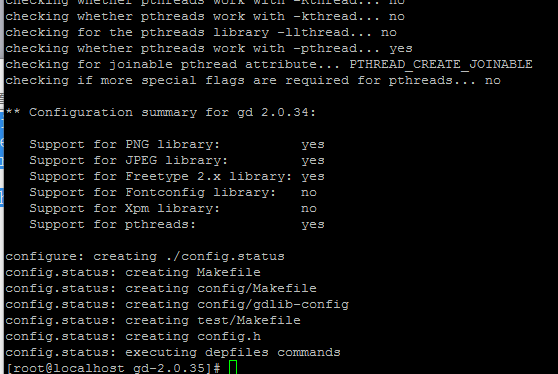 checking whether pthreads work with -Kthread... no
checking whether pthreads work with -kthread... no
checking for the pthreads library -llthread... no
checking whether pthreads work with -pthread... yes
checking for joinable pthread attribute... PTHREAD_CREATE_JOINABLE
checking if more special flags are required for pthreads... no
** Configuration summary for gd 2.0.34:
Support for PNG library: yes
Support for JPEG library: yes
Support for Freetype 2.x library: yes
Support for Fontconfig library: no
Support for Xpm library: no
Support for pthreads: yes
configure: creating ./config.status
config.status: creating Makefile
config.status: creating config/Makefile
config.status: creating config/gdlib-config
config.status: creating test/Makefile
config.status: creating config.h
config.status: executing depfiles commands
[root@localhost gd-2.0.35]#